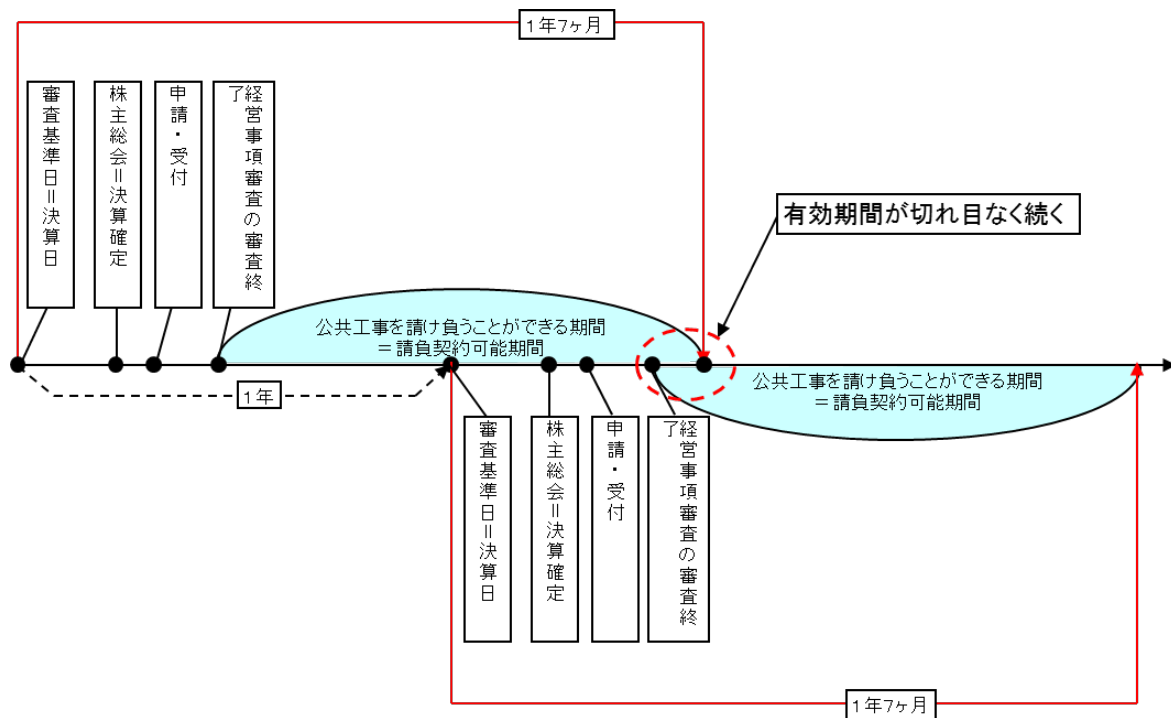 1年7ヶ月
審査基準日＝決算日
株主総会＝決算確定
申請・受付
経営事項審査の審査終
了
有効期間が切れ目なく続く
公共工事を請け負うことができる期間
＝請負契約可能期間
1年
公共工事を請け負うことができる期間
＝請負契約可能期間
審査基準日＝決算日
株主総会＝決算確定
申請・受付
経営事項審査の審査終
了
1年7ヶ月